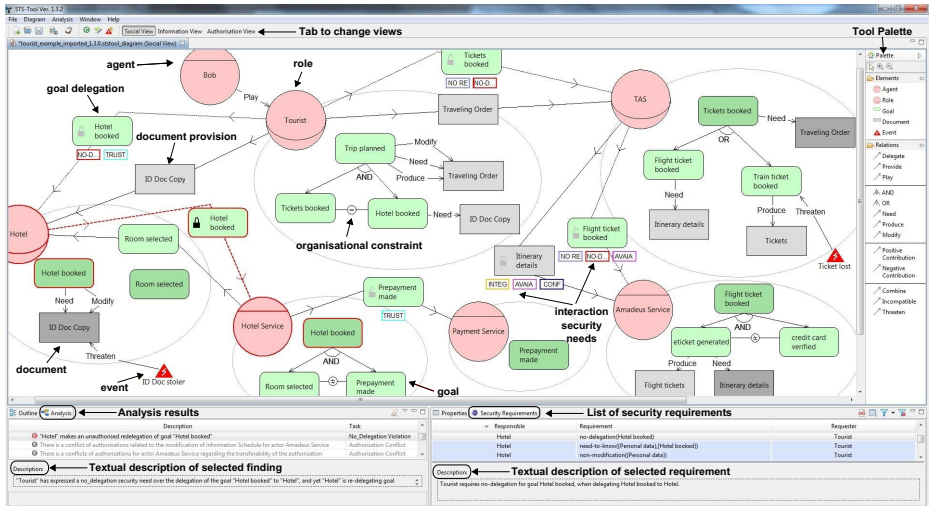 STS-Tool Ver. 1.3.2
File Diagram Analysis Window Help
Social View Information View Authorisation View
Tab to change views
Tool Palette
*tourist_example_imported_1.3.0.ststool_diagram (Social View)
agent
Bob
Play
role
Tourist
goal delegation
Hotel booked
NO-D... TRUST
document provision
ID Doc Copy
Tickets booked
NO RE NO-D...
Traveling Order
TAS
Trip planned
Modify
Need
Produce
Traveling Order
AND
Tickets booked
Hotel booked
Need
ID Doc Copy
organisational constraint
Tickets booked
Need
Traveling Order
OR
Flight ticket booked
Train ticket booked
Need
Produce
Threaten
Itinerary details
Tickets
Ticket lost
Hotel
Room selected
Hotel booked
Hotel booked
Room selected
Need
Modify
ID Doc Copy
Threaten
document
event
ID Doc stoler
Flight ticket booked
NO RE NO-D... AVAIA
Itinerary details
INTEG AVAIA CONF
interaction security needs
Prepayment made
TRUST
Hotel Service
Hotel booked
AND
Room selected
Prepayment made
goal
Payment Service
Prepayment made
Amadeus Service
Flight ticket booked
AND
eticket generated
credit card verified
Produce
Need
Flight tickets
Itinerary details
Palette
Elements
Agent
Role
Goal
Document
Event
Relations
Delegate
Provide
Play
AND
OR
Need
Produce
Modify
Positive Contribution
Negative Contribution
Combine
Incompatible
Threaten
Outline Analysis
Analysis results
Description Task
"Hotel" makes an unauthorised redelegation of goal "Hotel booked" No_Delegation Violation
There is a conflict of authorisations related to the modification of information Schedule for actor Amadeus Service Authorisation Conflict
There is a conflict of authorisations for actor Amadeus Service regarding the transferability of the authorisation Authorisation Conflict
Description:
Textual description of selected finding
"Tourist" has expressed a no_delegation security need over the delegation of the goal "Hotel booked" to "Hotel", and yet "Hotel" is re-delegating goal
Properties Security Requirements
List of security requirements
Responsible Requirement Requester
Hotel no-delegation(Hotel booked) Tourist
Hotel need-to-know([Personal data],[Hotel booked]) Tourist
Hotel non-modification([Personal data]) Tourist
Description:
Textual description of selected requirement
Tourist requires no-delegation for goal Hotel booked, when delegating Hotel booked to Hotel.